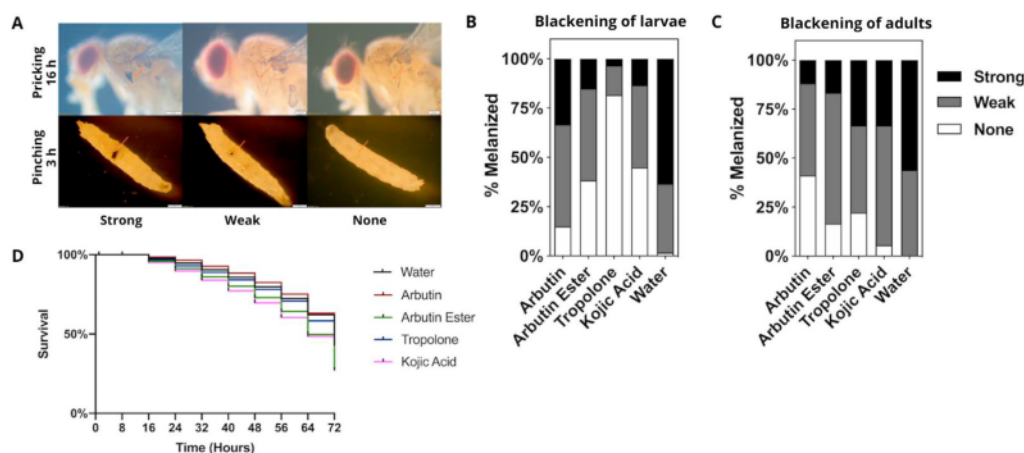 A
Pricking
16 h
Pinching
3 h
Strong
Weak
None
B
Blackening of larvae
% Melanized
100%
75%
50%
25%
0%
Arbutin
Arbutin Ester
Tropolone
Kojic Acid
Water
C
Blackening of adults
% Melanized
100%
75%
50%
25%
0%
Arbutin
Arbutin Ester
Tropolone
Kojic Acid
Water
Strong
Weak
None
D
Survival
100%
50%
0%
0 8 16 24 32 40 48 56 64 72
Time (Hours)
Water
Arbutin
Arbutin Ester
Tropolone
Kojic Acid